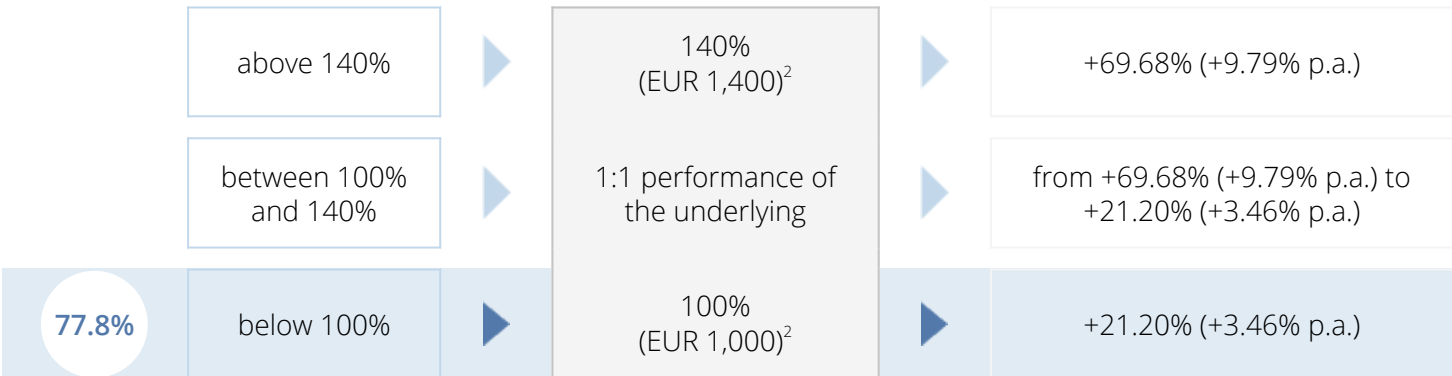 above 140%
140%
(EUR 1,400)2
+69.68% (+9.79% p.a.)
between 100%
and 140%
1:1 performance of
the underlying
from +69.68% (+9.79% p.a.) to
+21.20% (+3.46% p.a.)
77.8%
below 100%
100%
(EUR 1,000)2
+21.20% (+3.46% p.a.)